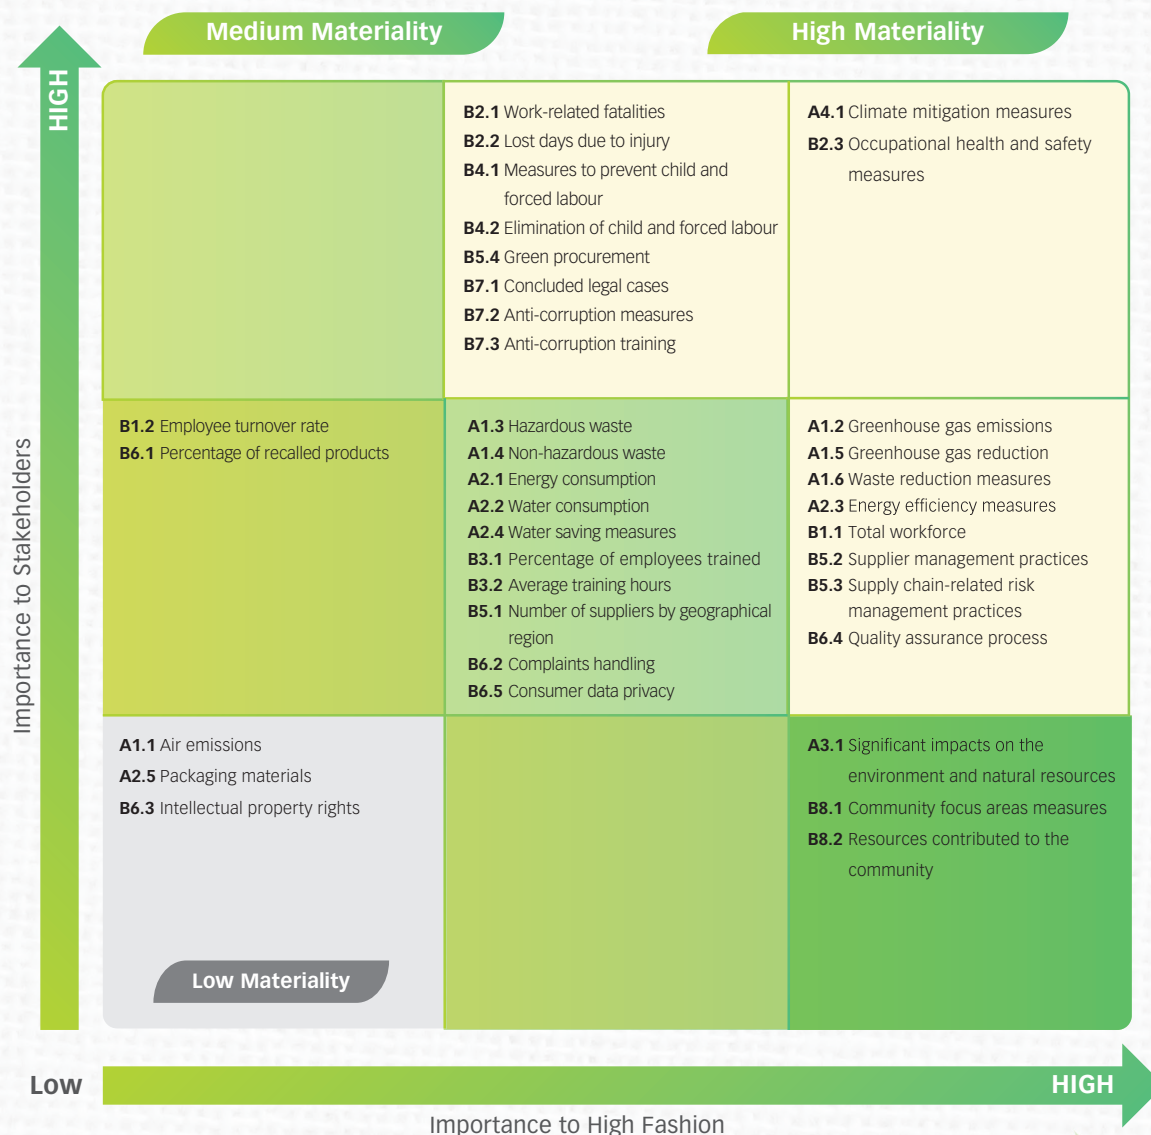 Medium Materiality
High Materiality
HIGH
B2.1 Work-related fatalities
B2.2 Lost days due to injury
B4.1 Measures to prevent child and
forced labour
B4.2 Elimination of child and forced labour
B5.4 Green procurement
B7.1 Concluded legal cases
B7.2 Anti-corruption measures
B7.3 Anti-corruption training
A4.1 Climate mitigation measures
B2.3 Occupational health and safety
measures
Importance to Stakeholders
B1.2 Employee turnover rate
B6.1 Percentage of recalled products
A1.3 Hazardous waste
A1.4 Non-hazardous waste
A2.1 Energy consumption
A2.2 Water consumption
A2.4 Water saving measures
B3.1 Percentage of employees trained
B3.2 Average training hours
B5.1 Number of suppliers by geographical
region
B6.2 Complaints handling
B6.5 Consumer data privacy
A1.2 Greenhouse gas emissions
A1.5 Greenhouse gas reduction
A1.6 Waste reduction measures
A2.3 Energy efficiency measures
B1.1 Total workforce
B5.2 Supplier management practices
B5.3 Supply chain-related risk
management practices
B6.4 Quality assurance process
A1.1 Air emissions
A2.5 Packaging materials
B6.3 Intellectual property rights
Low Materiality
A3.1 Significant impacts on the
environment and natural resources
B8.1 Community focus areas measures
B8.2 Resources contributed to the
community
Low
HIGH
Importance to High Fashion